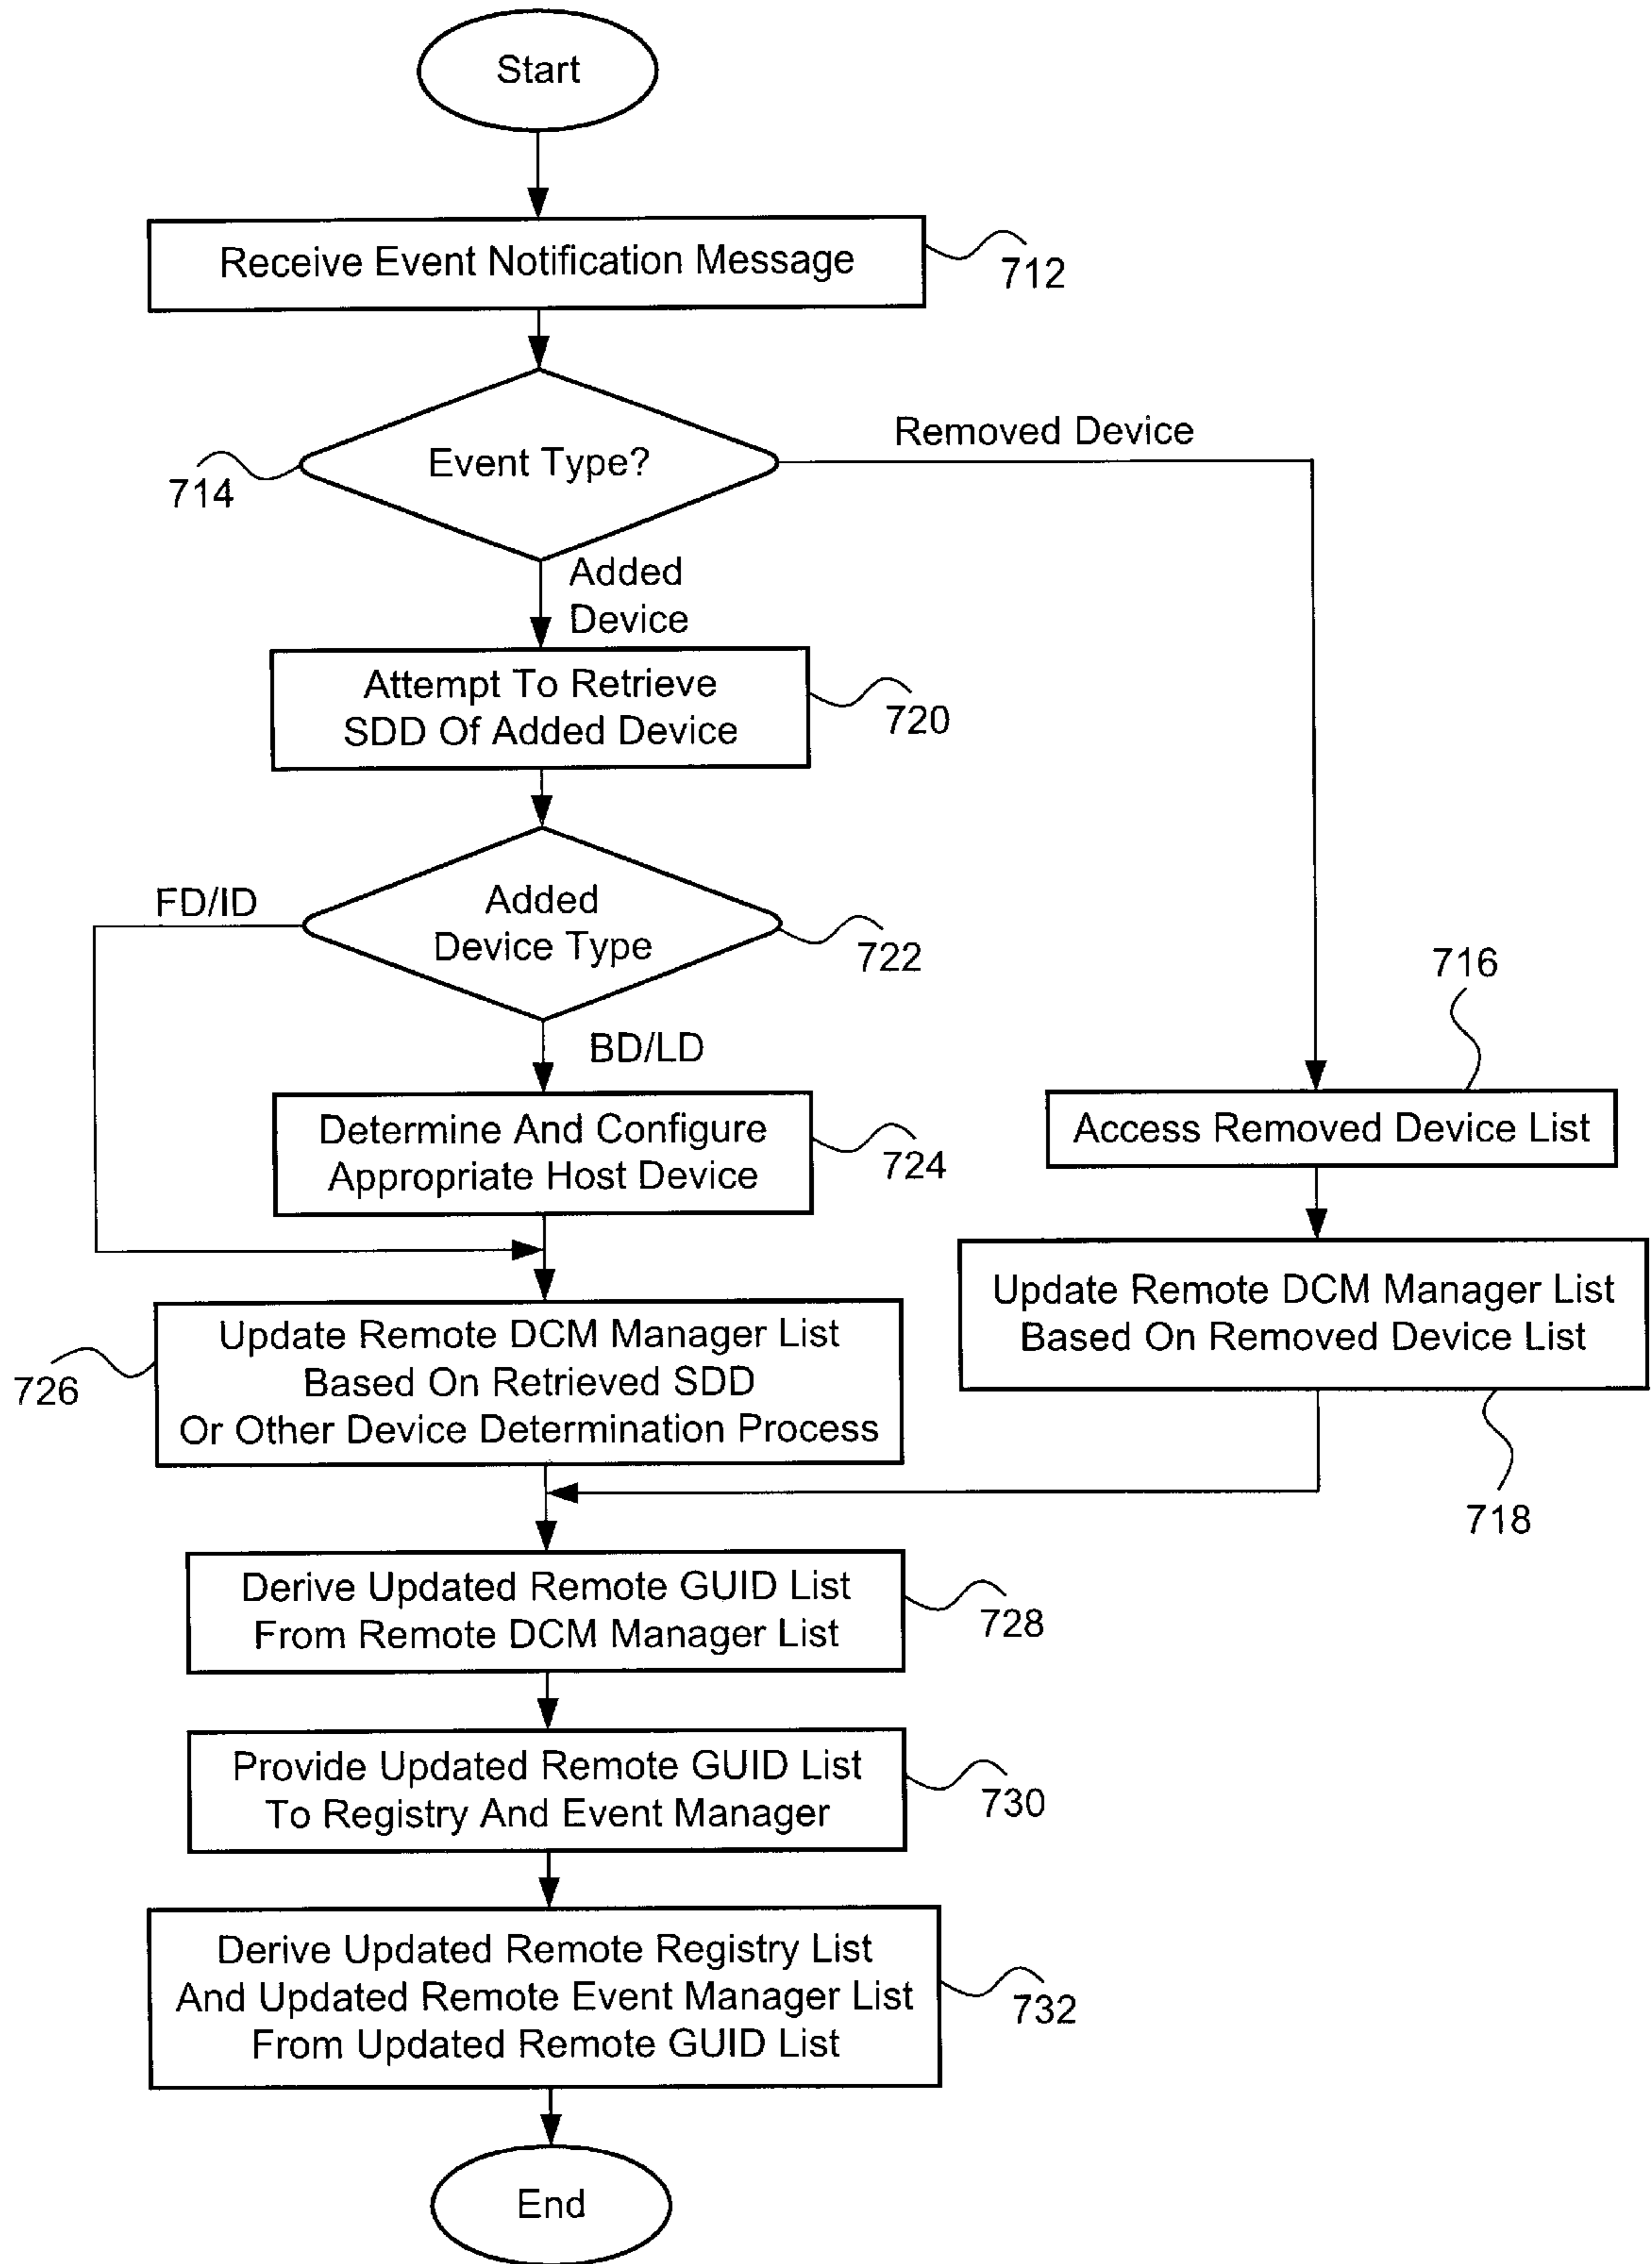 Start
Receive Event Notification Message
712
Event Type?
714
Removed Device
Added
Device
Attempt To Retrieve
SDD Of Added Device
720
FD/ID
Added
Device Type
722
BD/LD
Determine And Configure
Appropriate Host Device
724
716
Access Removed Device List
Update Remote DCM Manager List
Based On Removed Device List
718
Update Remote DCM Manager List
Based On Retrieved SDD
Or Other Device Determination Process
726
Derive Updated Remote GUID List
From Remote DCM Manager List
728
Provide Updated Remote GUID List
To Registry And Event Manager
730
Derive Updated Remote Registry List
And Updated Remote Event Manager List
From Updated Remote GUID List
732
End